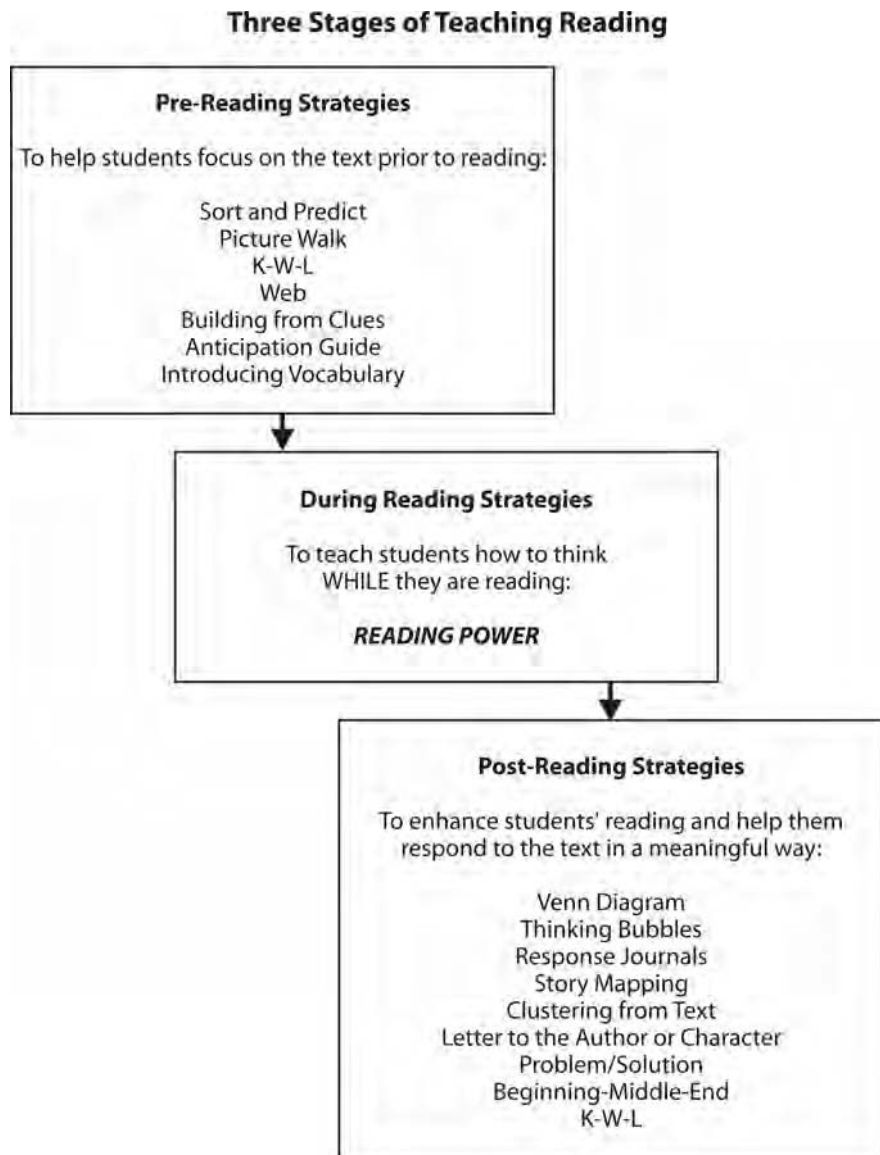 Three Stages of Teaching Reading
Pre-Reading Strategies
To help students focus on the text prior to reading:
Sort and Predict
Picture Walk
K-W-L
Web
Building from Clues
Anticipation Guide
Introducing Vocabulary
During Reading Strategies
To teach students how to think
WHILE they are reading:
READING POWER
Post-Reading Strategies
To enhance students' reading and help them
respond to the text in a meaningful way:
Venn Diagram
Thinking Bubbles
Response Journals
Story Mapping
Clustering from Text
Letter to the Author or Character
Problem/Solution
Beginning-Middle-End
K-W-L